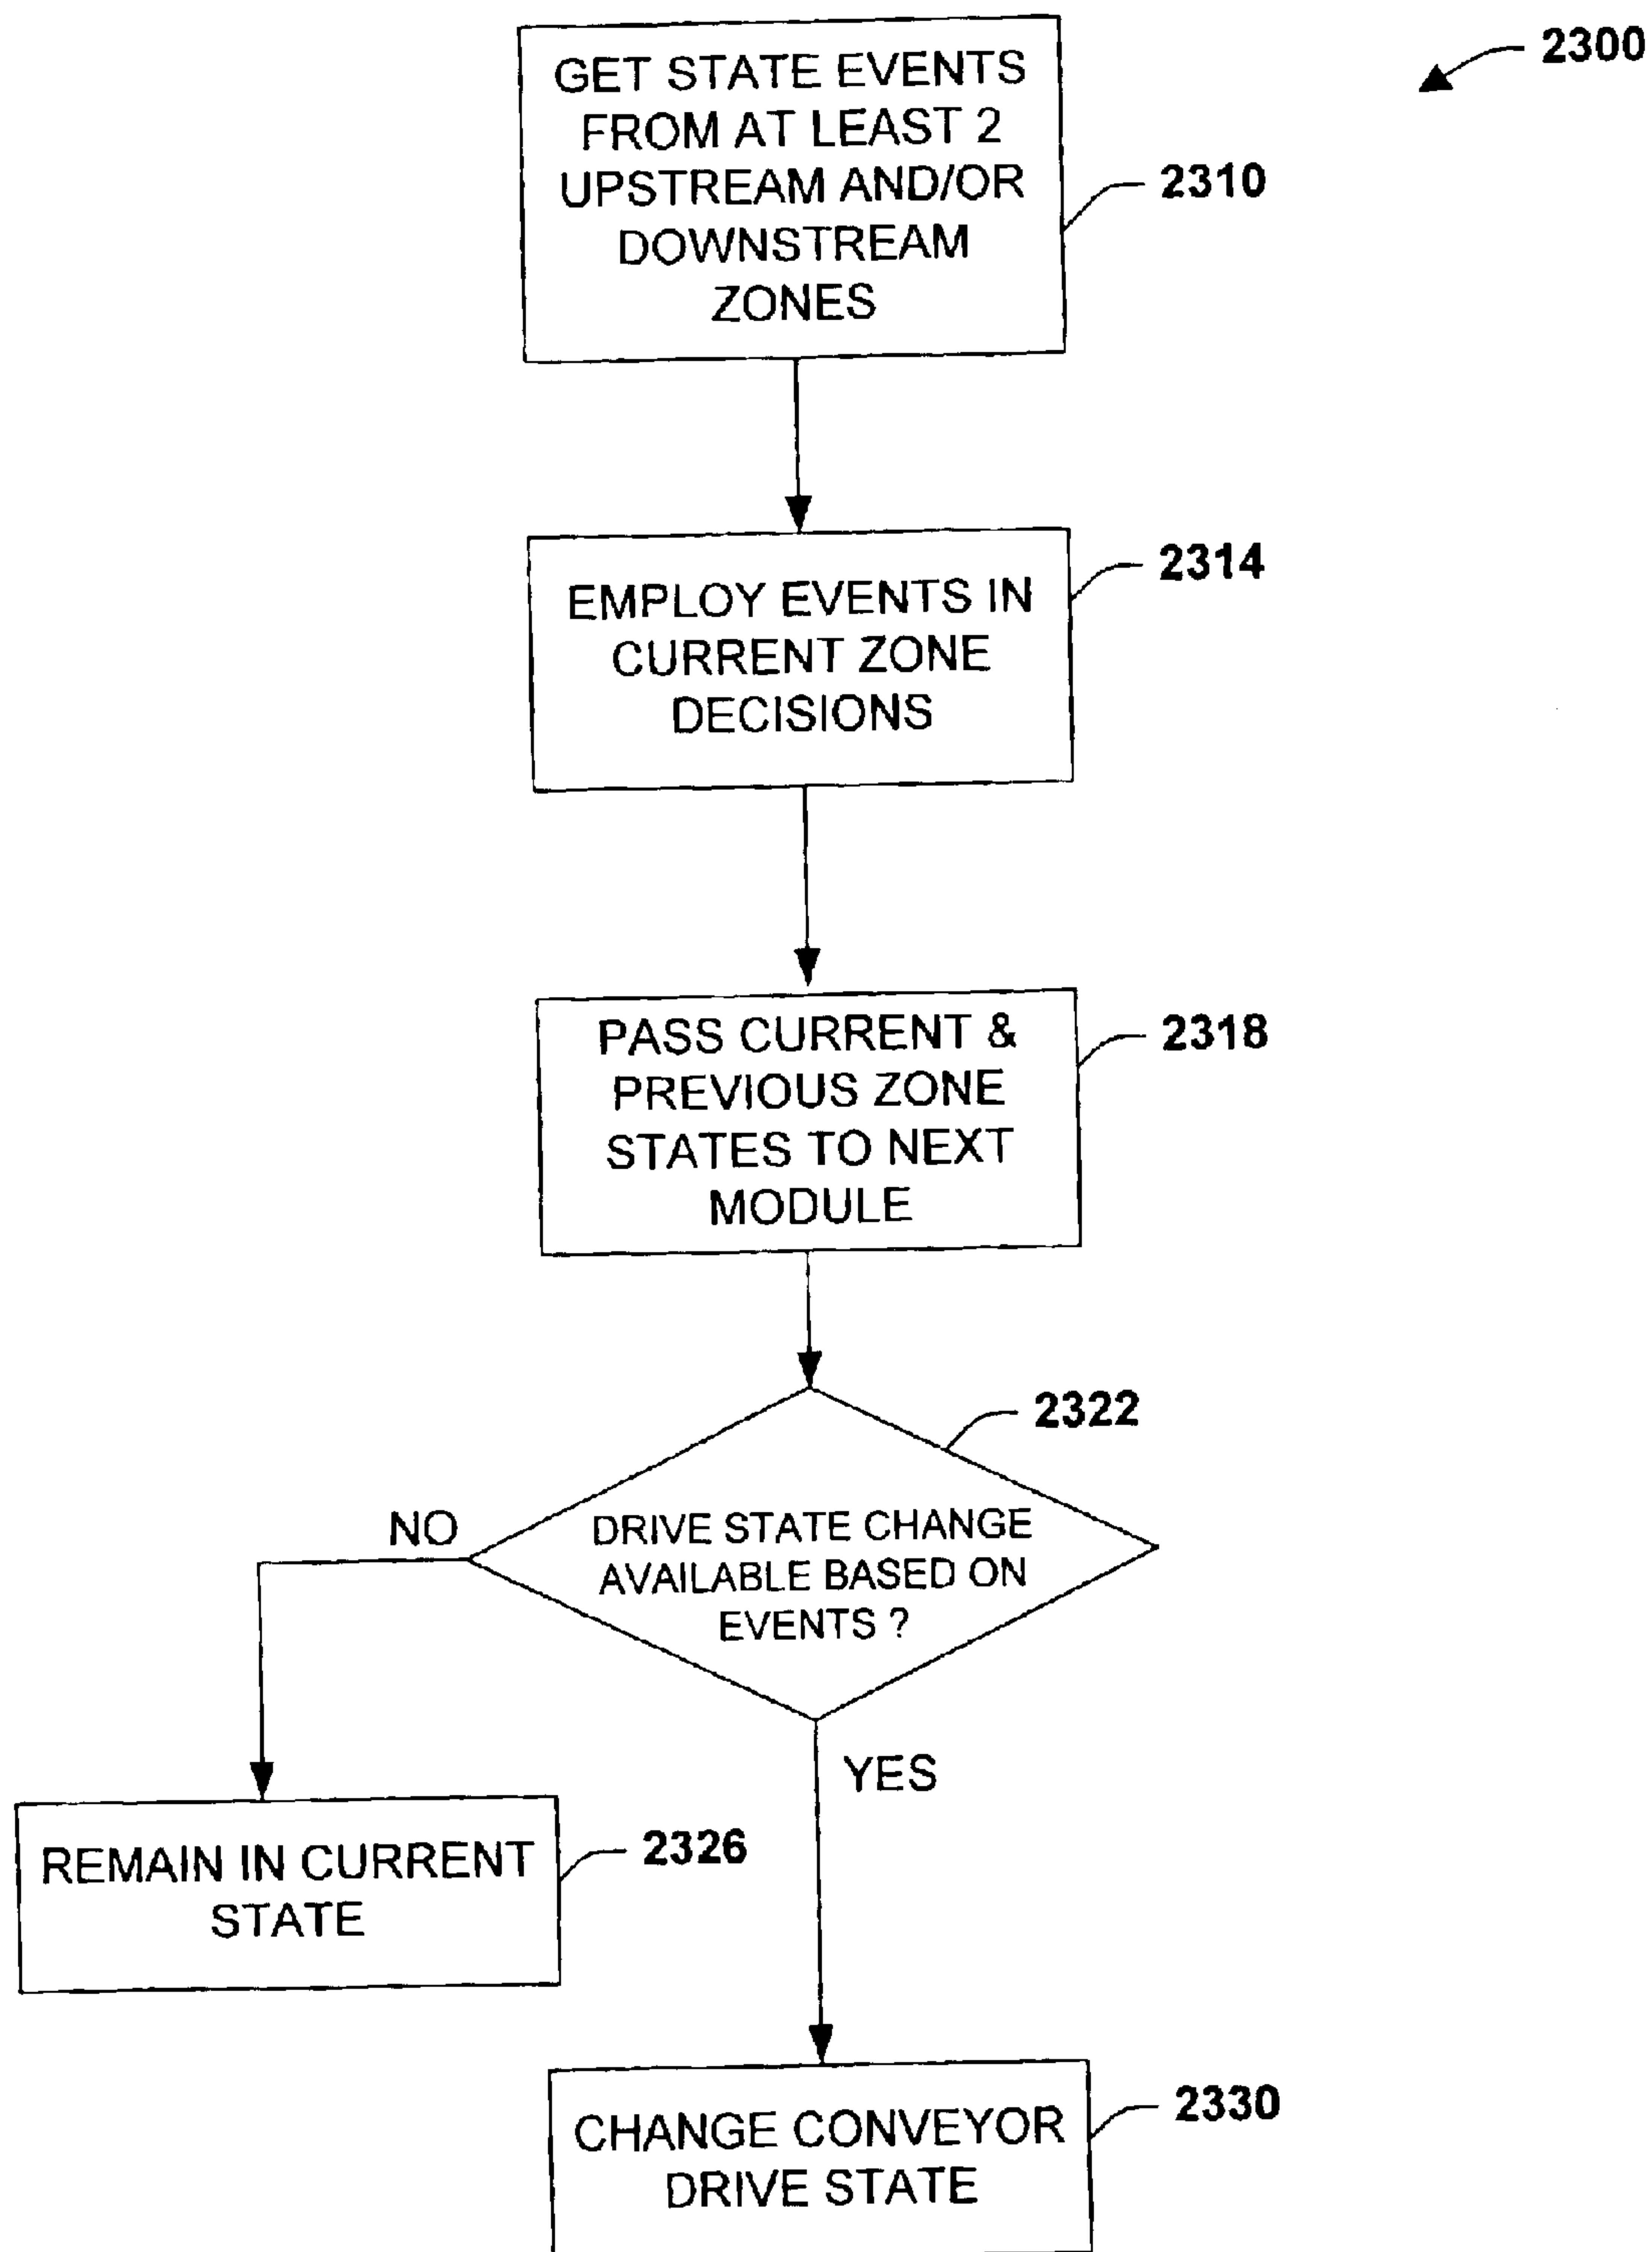 2300
GET STATE EVENTS
FROM AT LEAST 2
UPSTREAM AND/OR
DOWNSTREAM
ZONES
2310
EMPLOY EVENTS IN
CURRENT ZONE
DECISIONS
2314
PASS CURRENT &
PREVIOUS ZONE
STATES TO NEXT
MODULE
2318
2322
DRIVE STATE CHANGE
AVAILABLE BASED ON
EVENTS ?
NO
YES
REMAIN IN CURRENT
STATE
2326
CHANGE CONVEYOR
DRIVE STATE
2330